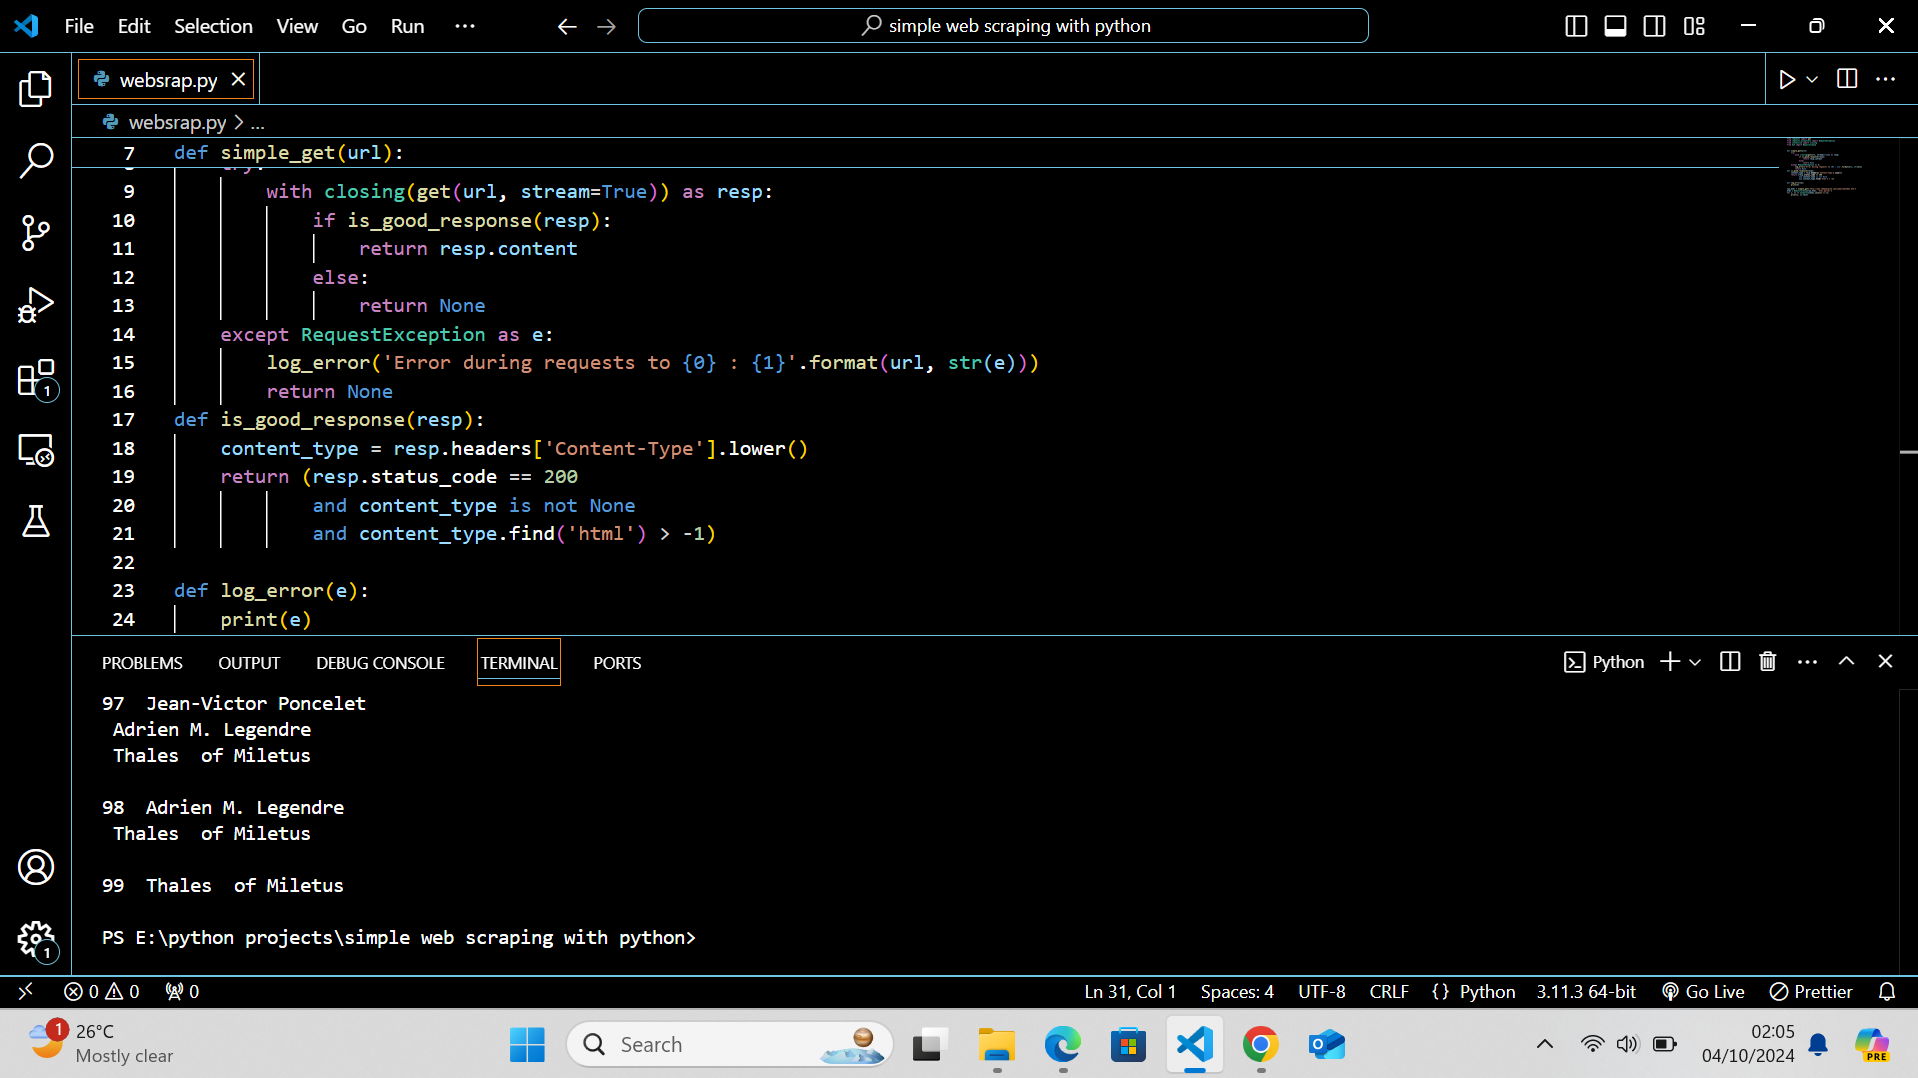 File Edit Selection View Go Run ...
simple web scraping with python
websrap.py
websrap.py > ...
7 def simple_get(url):
try:
9 with closing(get(url, stream=True)) as resp:
10 if is_good_response(resp):
11 return resp.content
12 else:
13 return None
14 except RequestException as e:
15 log_error('Error during requests to {0} : {1}'.format(url, str(e)))
16 return None
17 def is_good_response(resp):
18 content_type = resp.headers['Content-Type'].lower()
19 return (resp.status_code == 200
20 and content_type is not None
21 and content_type.find('html') > -1)
22
23 def log_error(e):
24 print(e)
1
PROBLEMS OUTPUT DEBUG CONSOLE TERMINAL PORTS
Python
97 Jean-Victor Poncelet
Adrien M. Legendre
Thales of Miletus
98 Adrien M. Legendre
Thales of Miletus
99 Thales of Miletus
PS E:\python projects\simple web scraping with python>
1
0 0 0
Ln 31, Col 1 Spaces: 4 UTF-8 CRLF {} Python 3.11.3 64-bit Go Live Prettier
1
26°C
Mostly clear
Search
02:05
04/10/2024
PRE